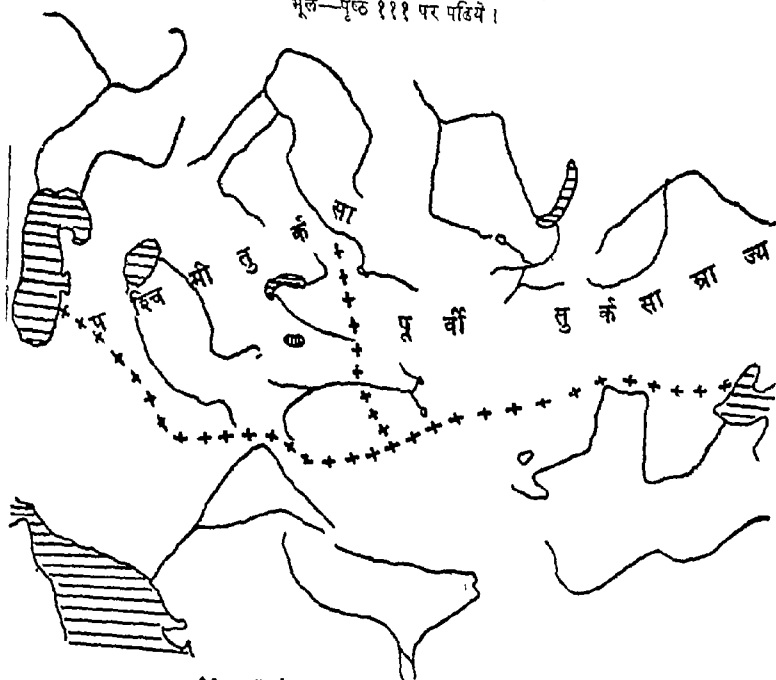 मूल—पृष्ठ १११ पर पढिये ।
पश्चिमी तुर्क सा
पूर्वी तुर्क साम्राज्य